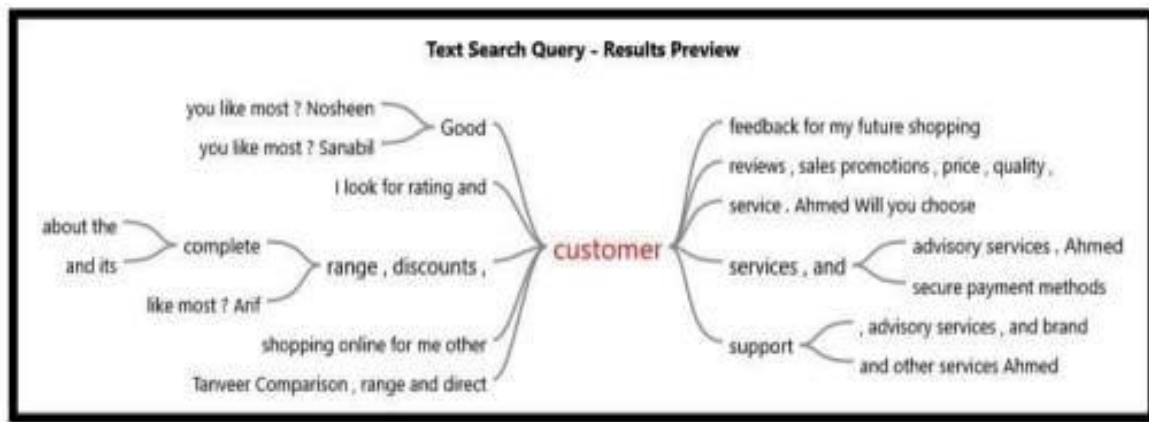 Text Search Query - Results Preview
you like most ? Nosheen
you like most ? Sanabil
Good
I look for rating and
about the
and its
complete
like most ? Arif
range , discounts ,
shopping online for me other
Tanveer Comparison , range and direct
customer
feedback for my future shopping
reviews , sales promotions , price , quality ,
service . Ahmed Will you choose
services , and
advisory services . Ahmed
secure payment methods
support
, advisory services , and brand
and other services Ahmed